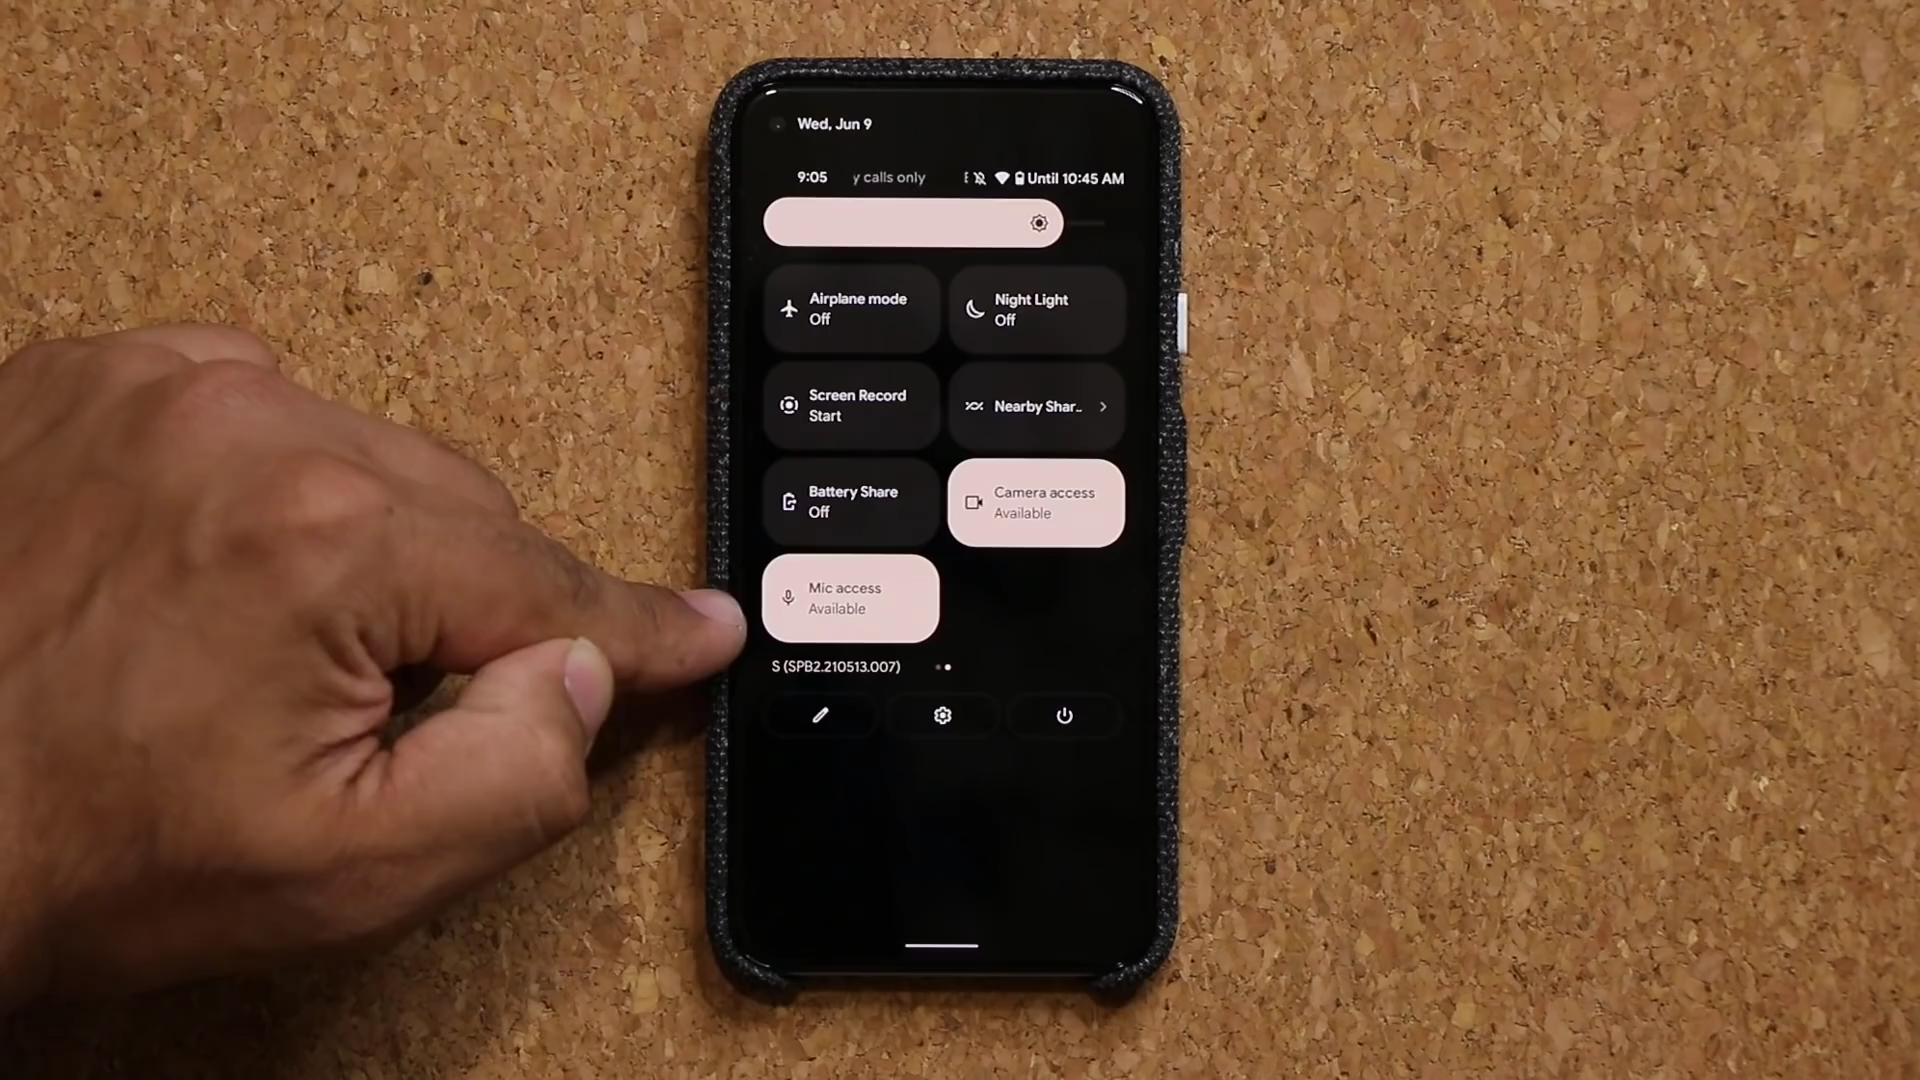 Wed, Jun 9
9:05 y calls only Until 10:45 AM
Airplane mode
Off
Night Light
Off
Screen Record
Start
Nearby Shar..
Battery Share
Off
Camera access
Available
Mic access
Available
S (SPB2.210513.007)